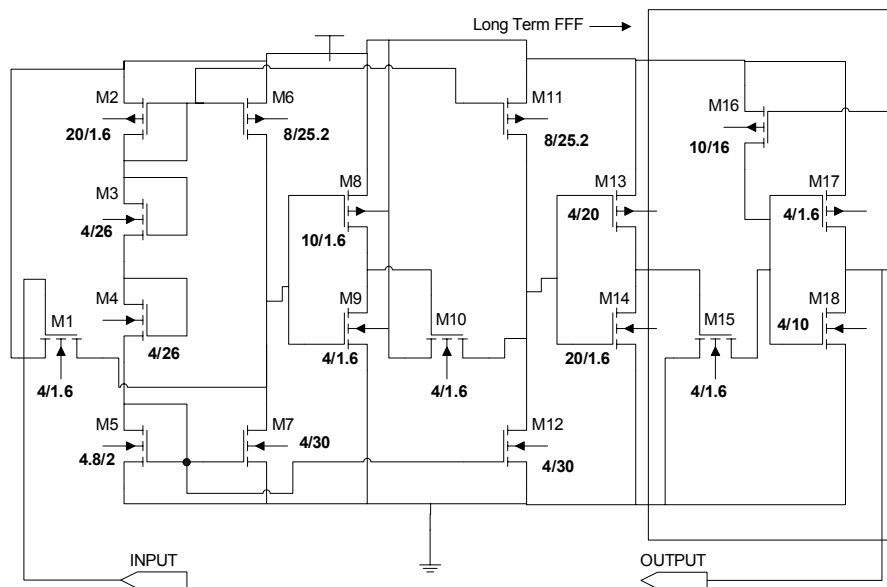 Long Term FFF
M2
20/1.6
M6
8/25.2
M11
8/25.2
M16
10/16
M3
4/26
M8
10/1.6
M13
4/20
M17
4/1.6
M4
4/26
M1
4/1.6
M9
4/1.6
M10
4/1.6
M14
20/1.6
M15
4/1.6
M18
4/10
M5
4.8/2
M7
4/30
M12
4/30
INPUT
OUTPUT